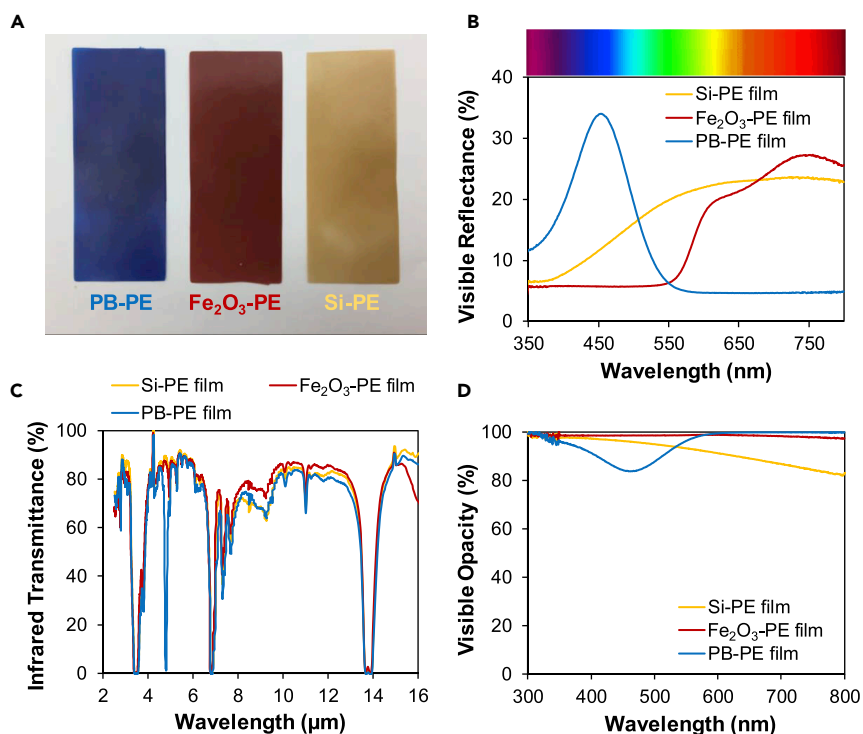 A
PB-PE
Fe₂O₃-PE
Si-PE
B
40
30
20
10
0
Visible Reflectance (%)
Si-PE film
Fe₂O₃-PE film
PB-PE film
350
450
550
650
750
Wavelength (nm)
C
Si-PE film
Fe₂O₃-PE film
PB-PE film
100
80
60
40
20
0
Infrared Transmittance (%)
2
4
6
8
10
12
14
16
Wavelength (μm)
D
100
80
60
40
20
0
Visible Opacity (%)
Si-PE film
Fe₂O₃-PE film
PB-PE film
300
400
500
600
700
800
Wavelength (nm)